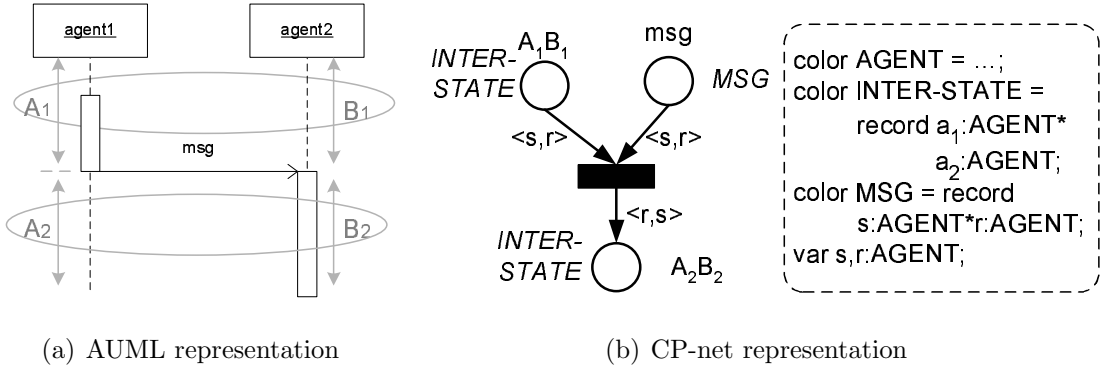 agent1
agent2
A1
B1
msg
A2
B2
(a) AUML representation
A1B1
msg
INTER-
STATE
MSG
<s,r>
<s,r>
<r,s>
INTER-
STATE
A2B2
color AGENT = ...;
color INTER-STATE =
record a1:AGENT*
a2:AGENT;
color MSG = record
s:AGENT*r:AGENT;
var s,r:AGENT;
(b) CP-net representation